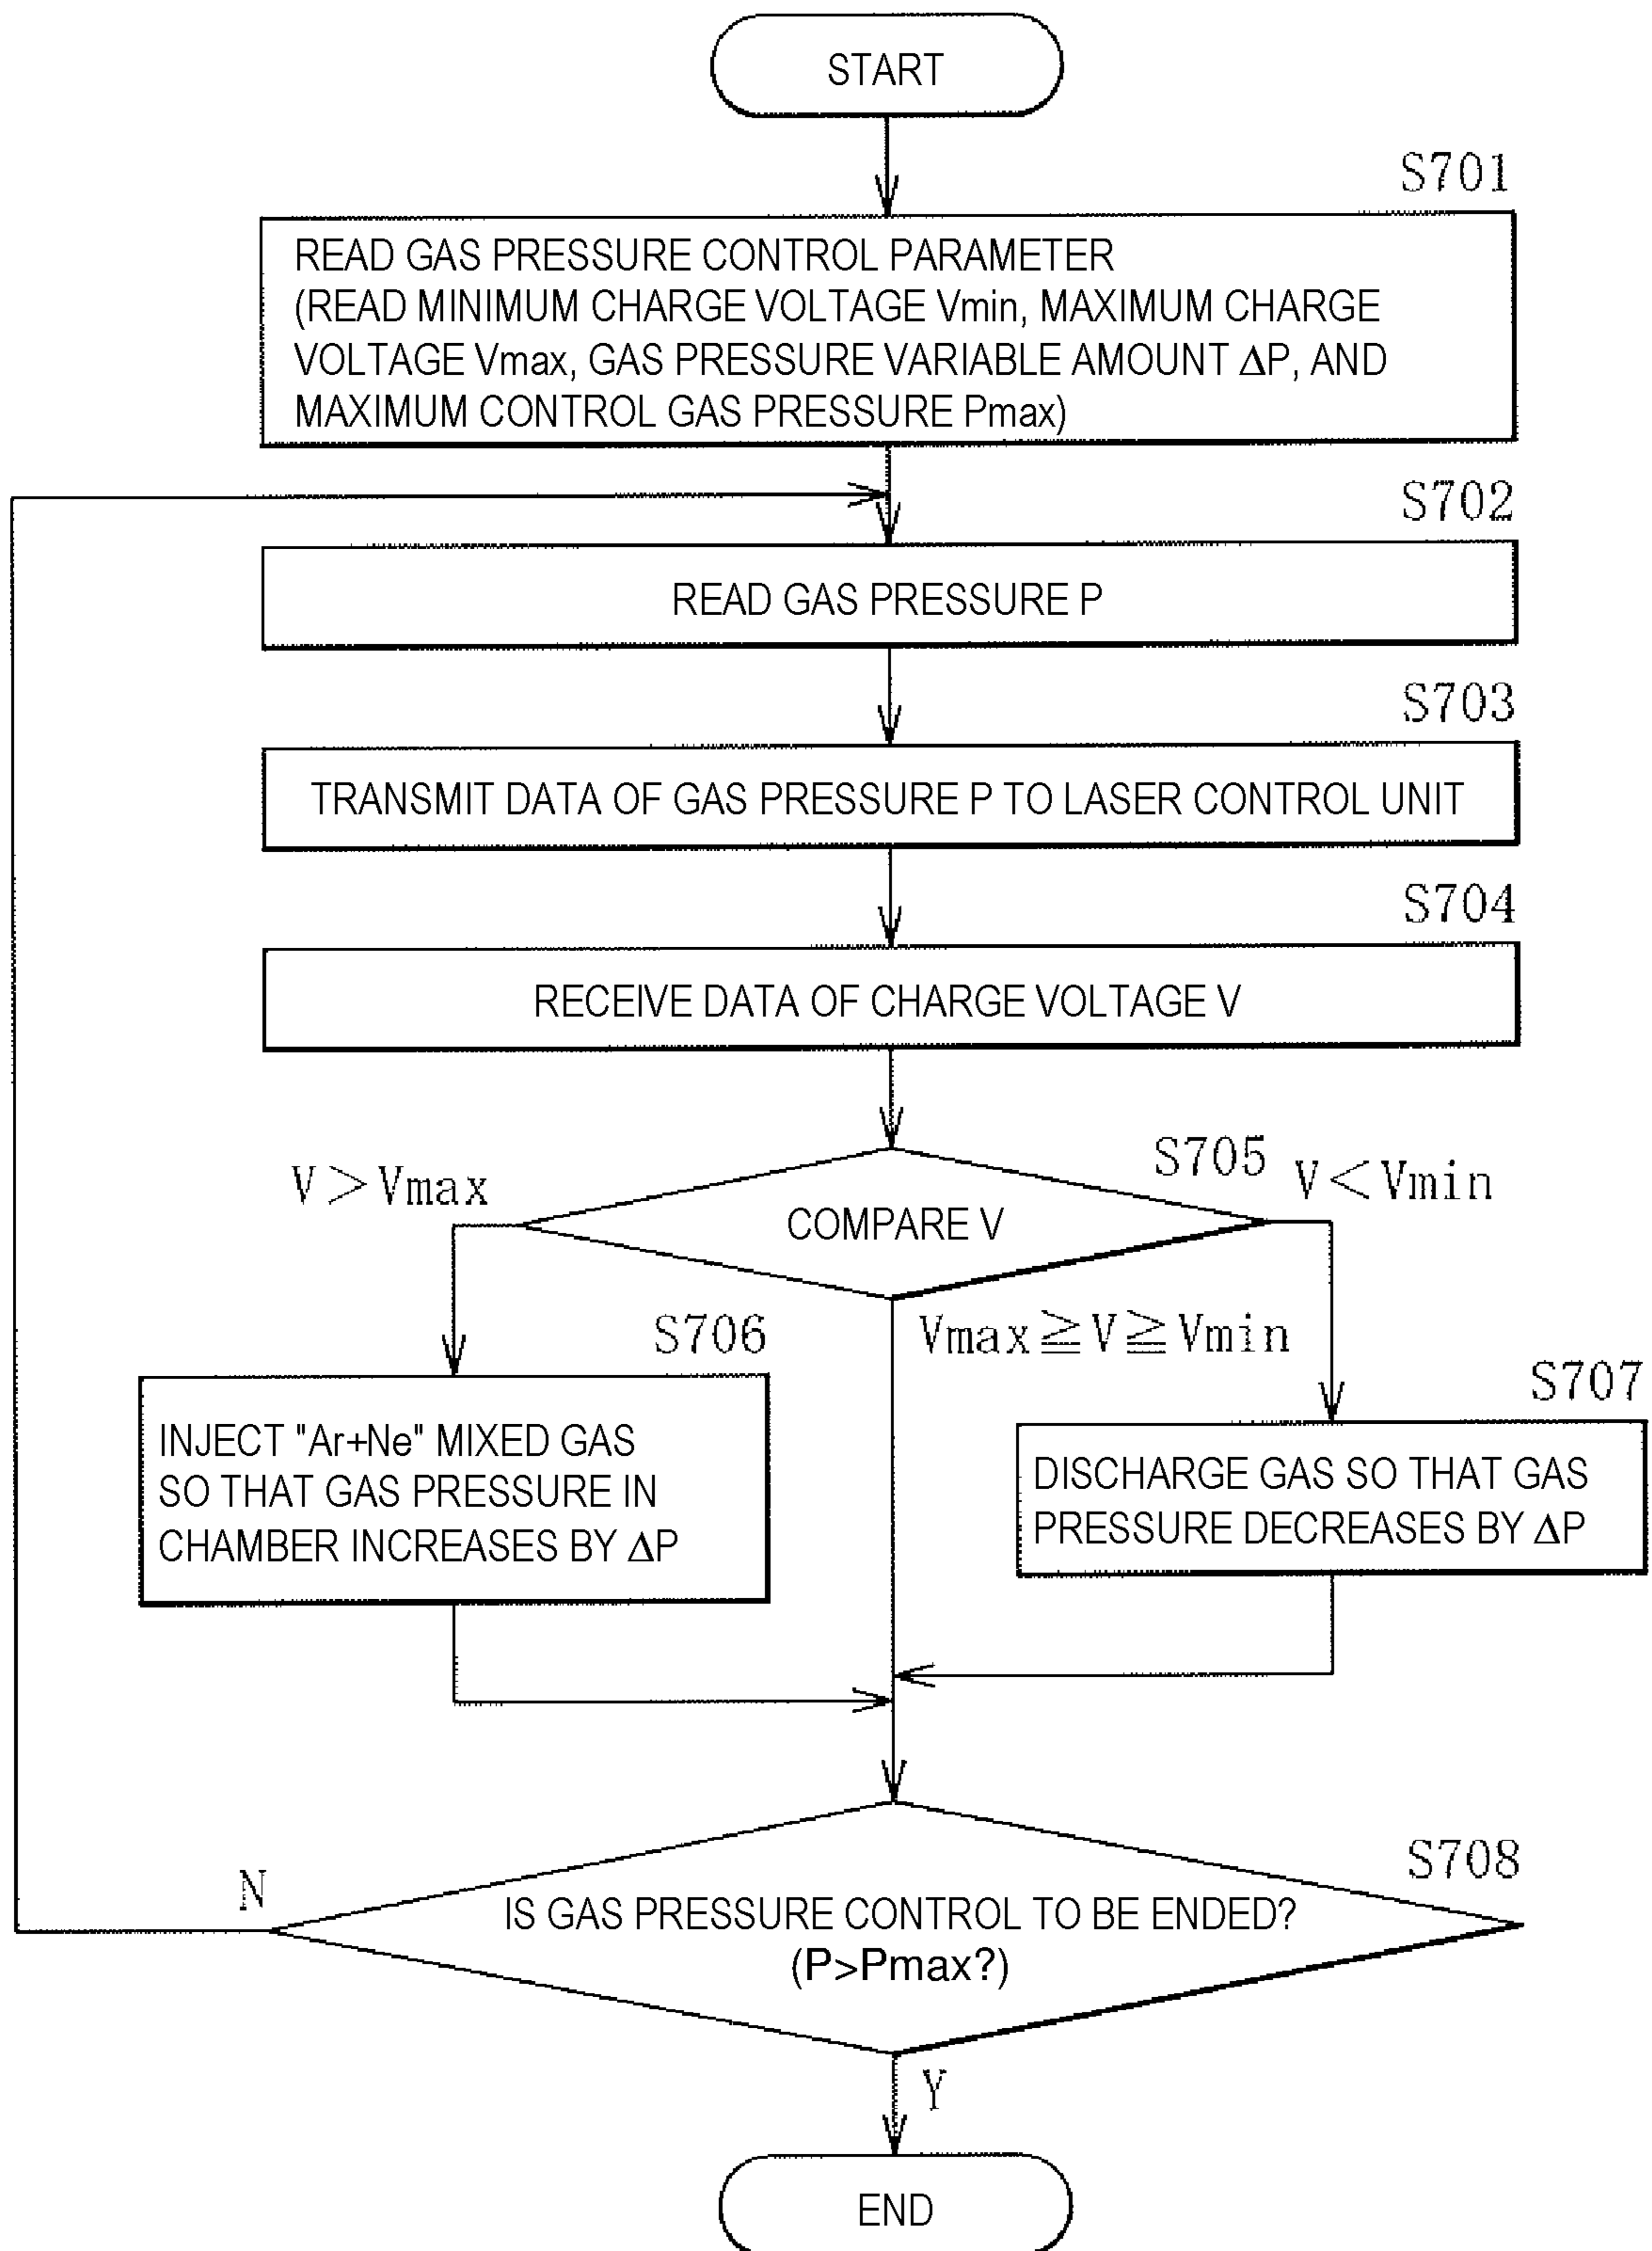 START
S701
READ GAS PRESSURE CONTROL PARAMETER
(READ MINIMUM CHARGE VOLTAGE Vmin, MAXIMUM CHARGE
VOLTAGE Vmax, GAS PRESSURE VARIABLE AMOUNT ΔP, AND
MAXIMUM CONTROL GAS PRESSURE Pmax)
S702
READ GAS PRESSURE P
S703
TRANSMIT DATA OF GAS PRESSURE P TO LASER CONTROL UNIT
S704
RECEIVE DATA OF CHARGE VOLTAGE V
S705
V>Vmax
COMPARE V
V<Vmin
Vmax≧V≧Vmin
S706
INJECT "Ar+Ne" MIXED GAS
SO THAT GAS PRESSURE IN
CHAMBER INCREASES BY ΔP
S707
DISCHARGE GAS SO THAT GAS
PRESSURE DECREASES BY ΔP
S708
N
IS GAS PRESSURE CONTROL TO BE ENDED?
(P>Pmax?)
Y
END